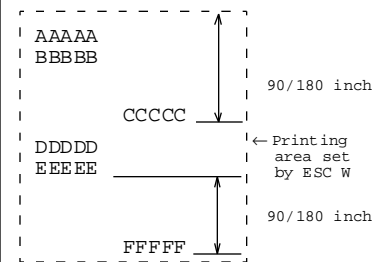 AAAAA
BBBBB
90/180 inch
CCCCC
← Printing
area set
by ESC W
DDDDD
EEEEE
90/180 inch
FFFFF